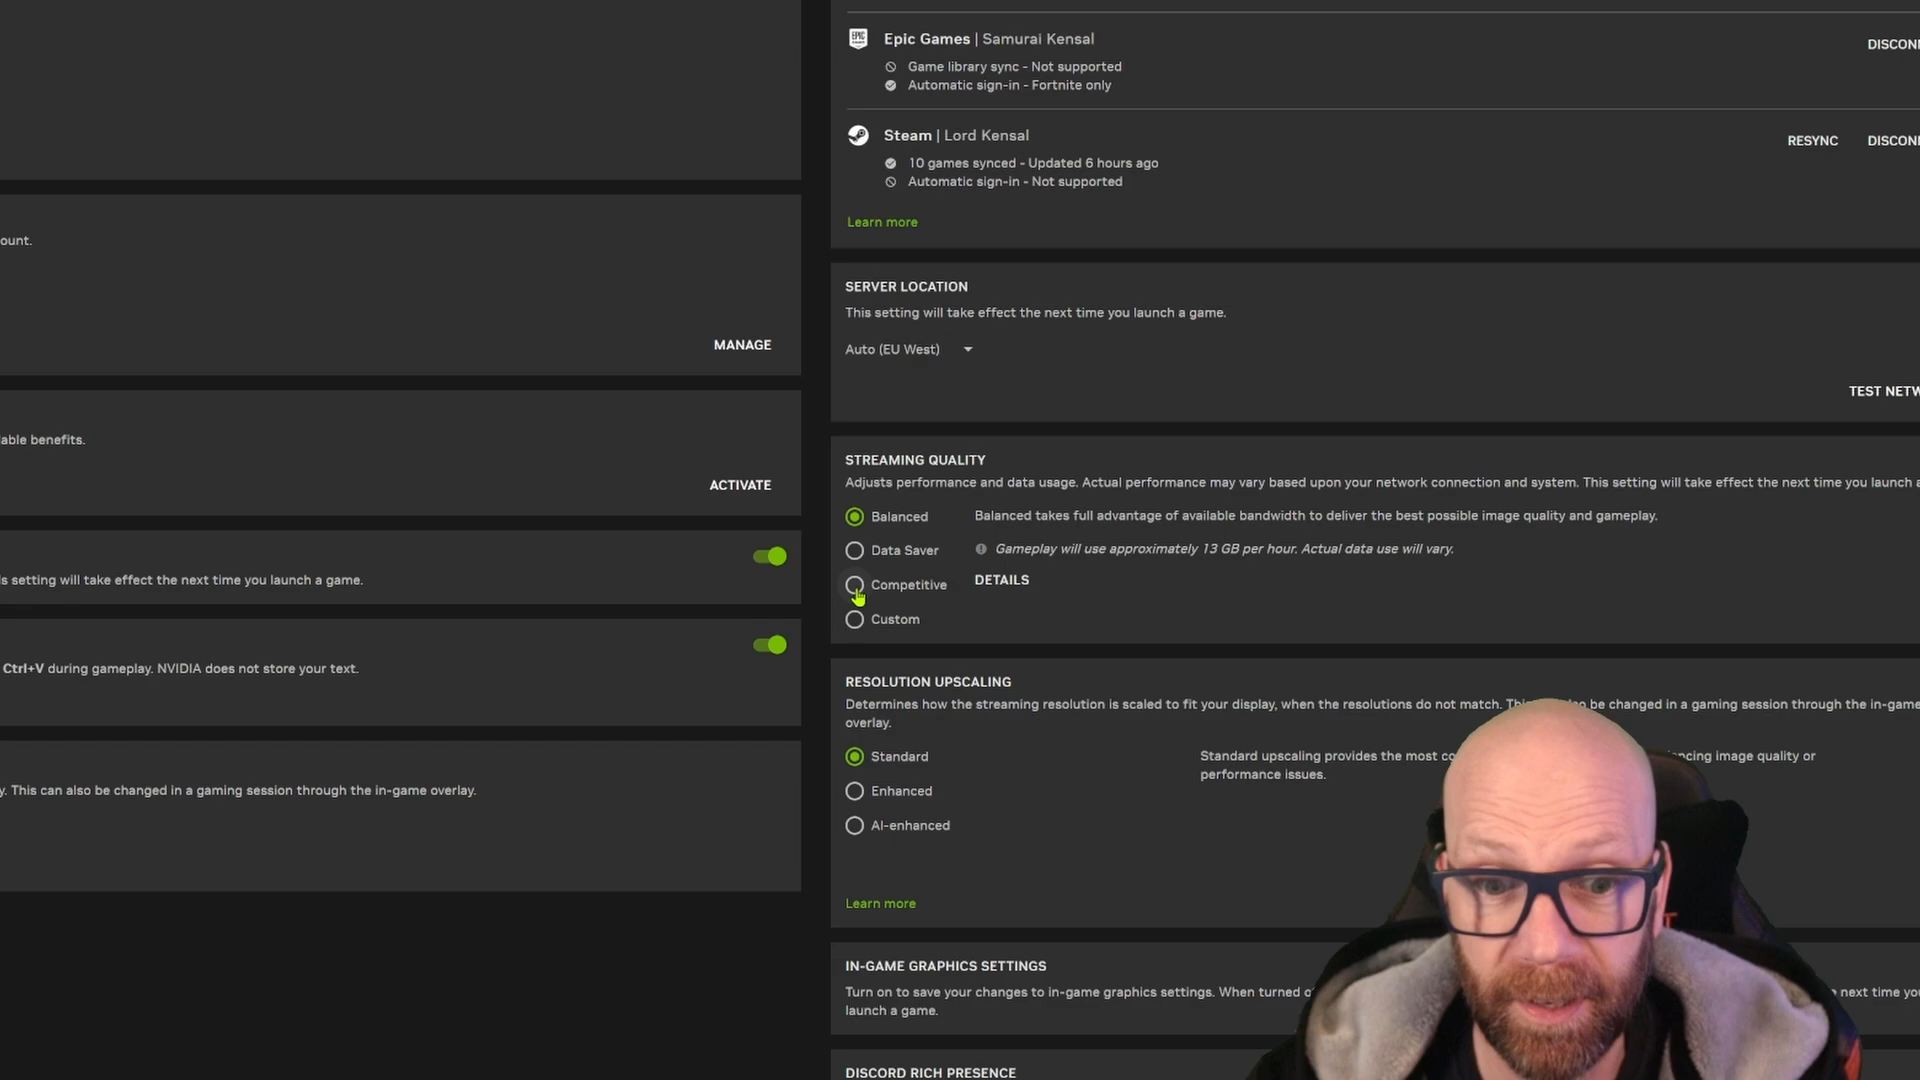 ount.
MANAGE
lable benefits.
ACTIVATE
is setting will take effect the next time you launch a game.
Ctrl+V during gameplay. NVIDIA does not store your text.
y. This can also be changed in a gaming session through the in-game overlay.
EPIC
Epic Games | Samurai Kensal
DISCONN
Game library sync - Not supported
Automatic sign-in - Fortnite only
Steam | Lord Kensal
RESYNC
DISCONN
10 games synced - Updated 6 hours ago
Automatic sign-in - Not supported
Learn more
SERVER LOCATION
This setting will take effect the next time you launch a game.
Auto (EU West)
TEST NETW
STREAMING QUALITY
Adjusts performance and data usage. Actual performance may vary based upon your network connection and system. This setting will take effect the next time you launch a
Balanced
Balanced takes full advantage of available bandwidth to deliver the best possible image quality and gameplay.
Data Saver
Gameplay will use approximately 13 GB per hour. Actual data use will vary.
Competitive
DETAILS
Custom
RESOLUTION UPSCALING
Determines how the streaming resolution is scaled to fit your display, when the resolutions do not match. be changed in a gaming session through the in-game
overlay.
Standard
Standard upscaling provides the most image quality or
performance issues.
Enhanced
AI-enhanced
Learn more
IN-GAME GRAPHICS SETTINGS
Turn on to save your changes to in-game graphics settings. When turned next time you
launch a game.
DISCORD RICH PRESENCE